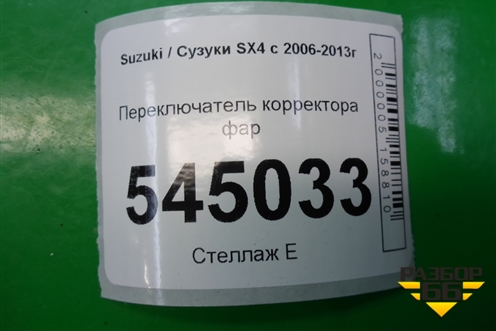 Suzuki / Сузуки SX4 с 2006-2013г
Переключатель корректора
фар
545033
Стеллаж Е
2000005158810
РАЗБОР
66